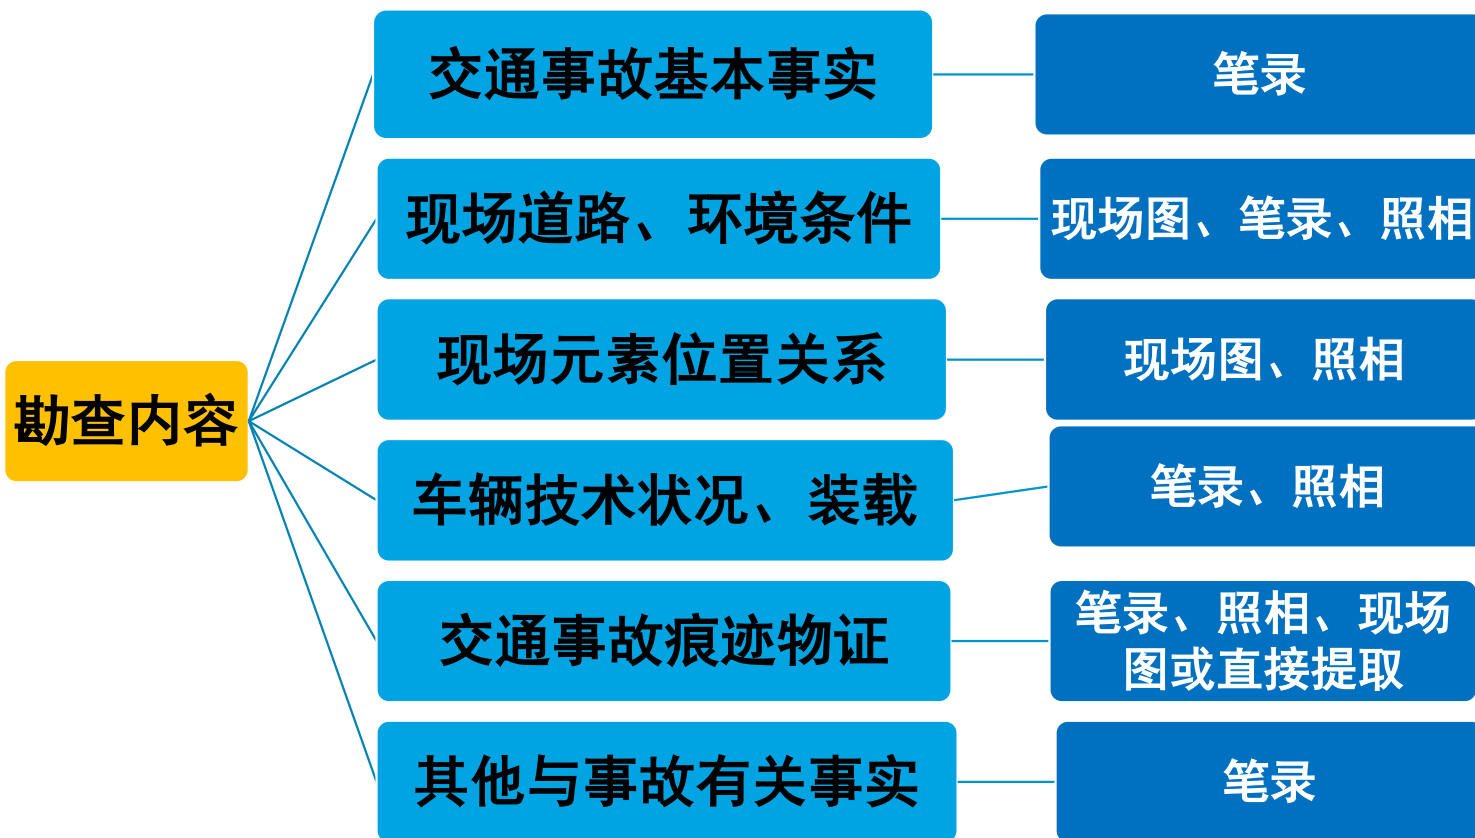 勘查内容
交通事故基本事实
笔录
现场道路、环境条件
现场图、笔录、照相
现场元素位置关系
现场图、照相
车辆技术状况、装载
笔录、照相
交通事故痕迹物证
笔录、照相、现场
图或直接提取
其他与事故有关事实
笔录